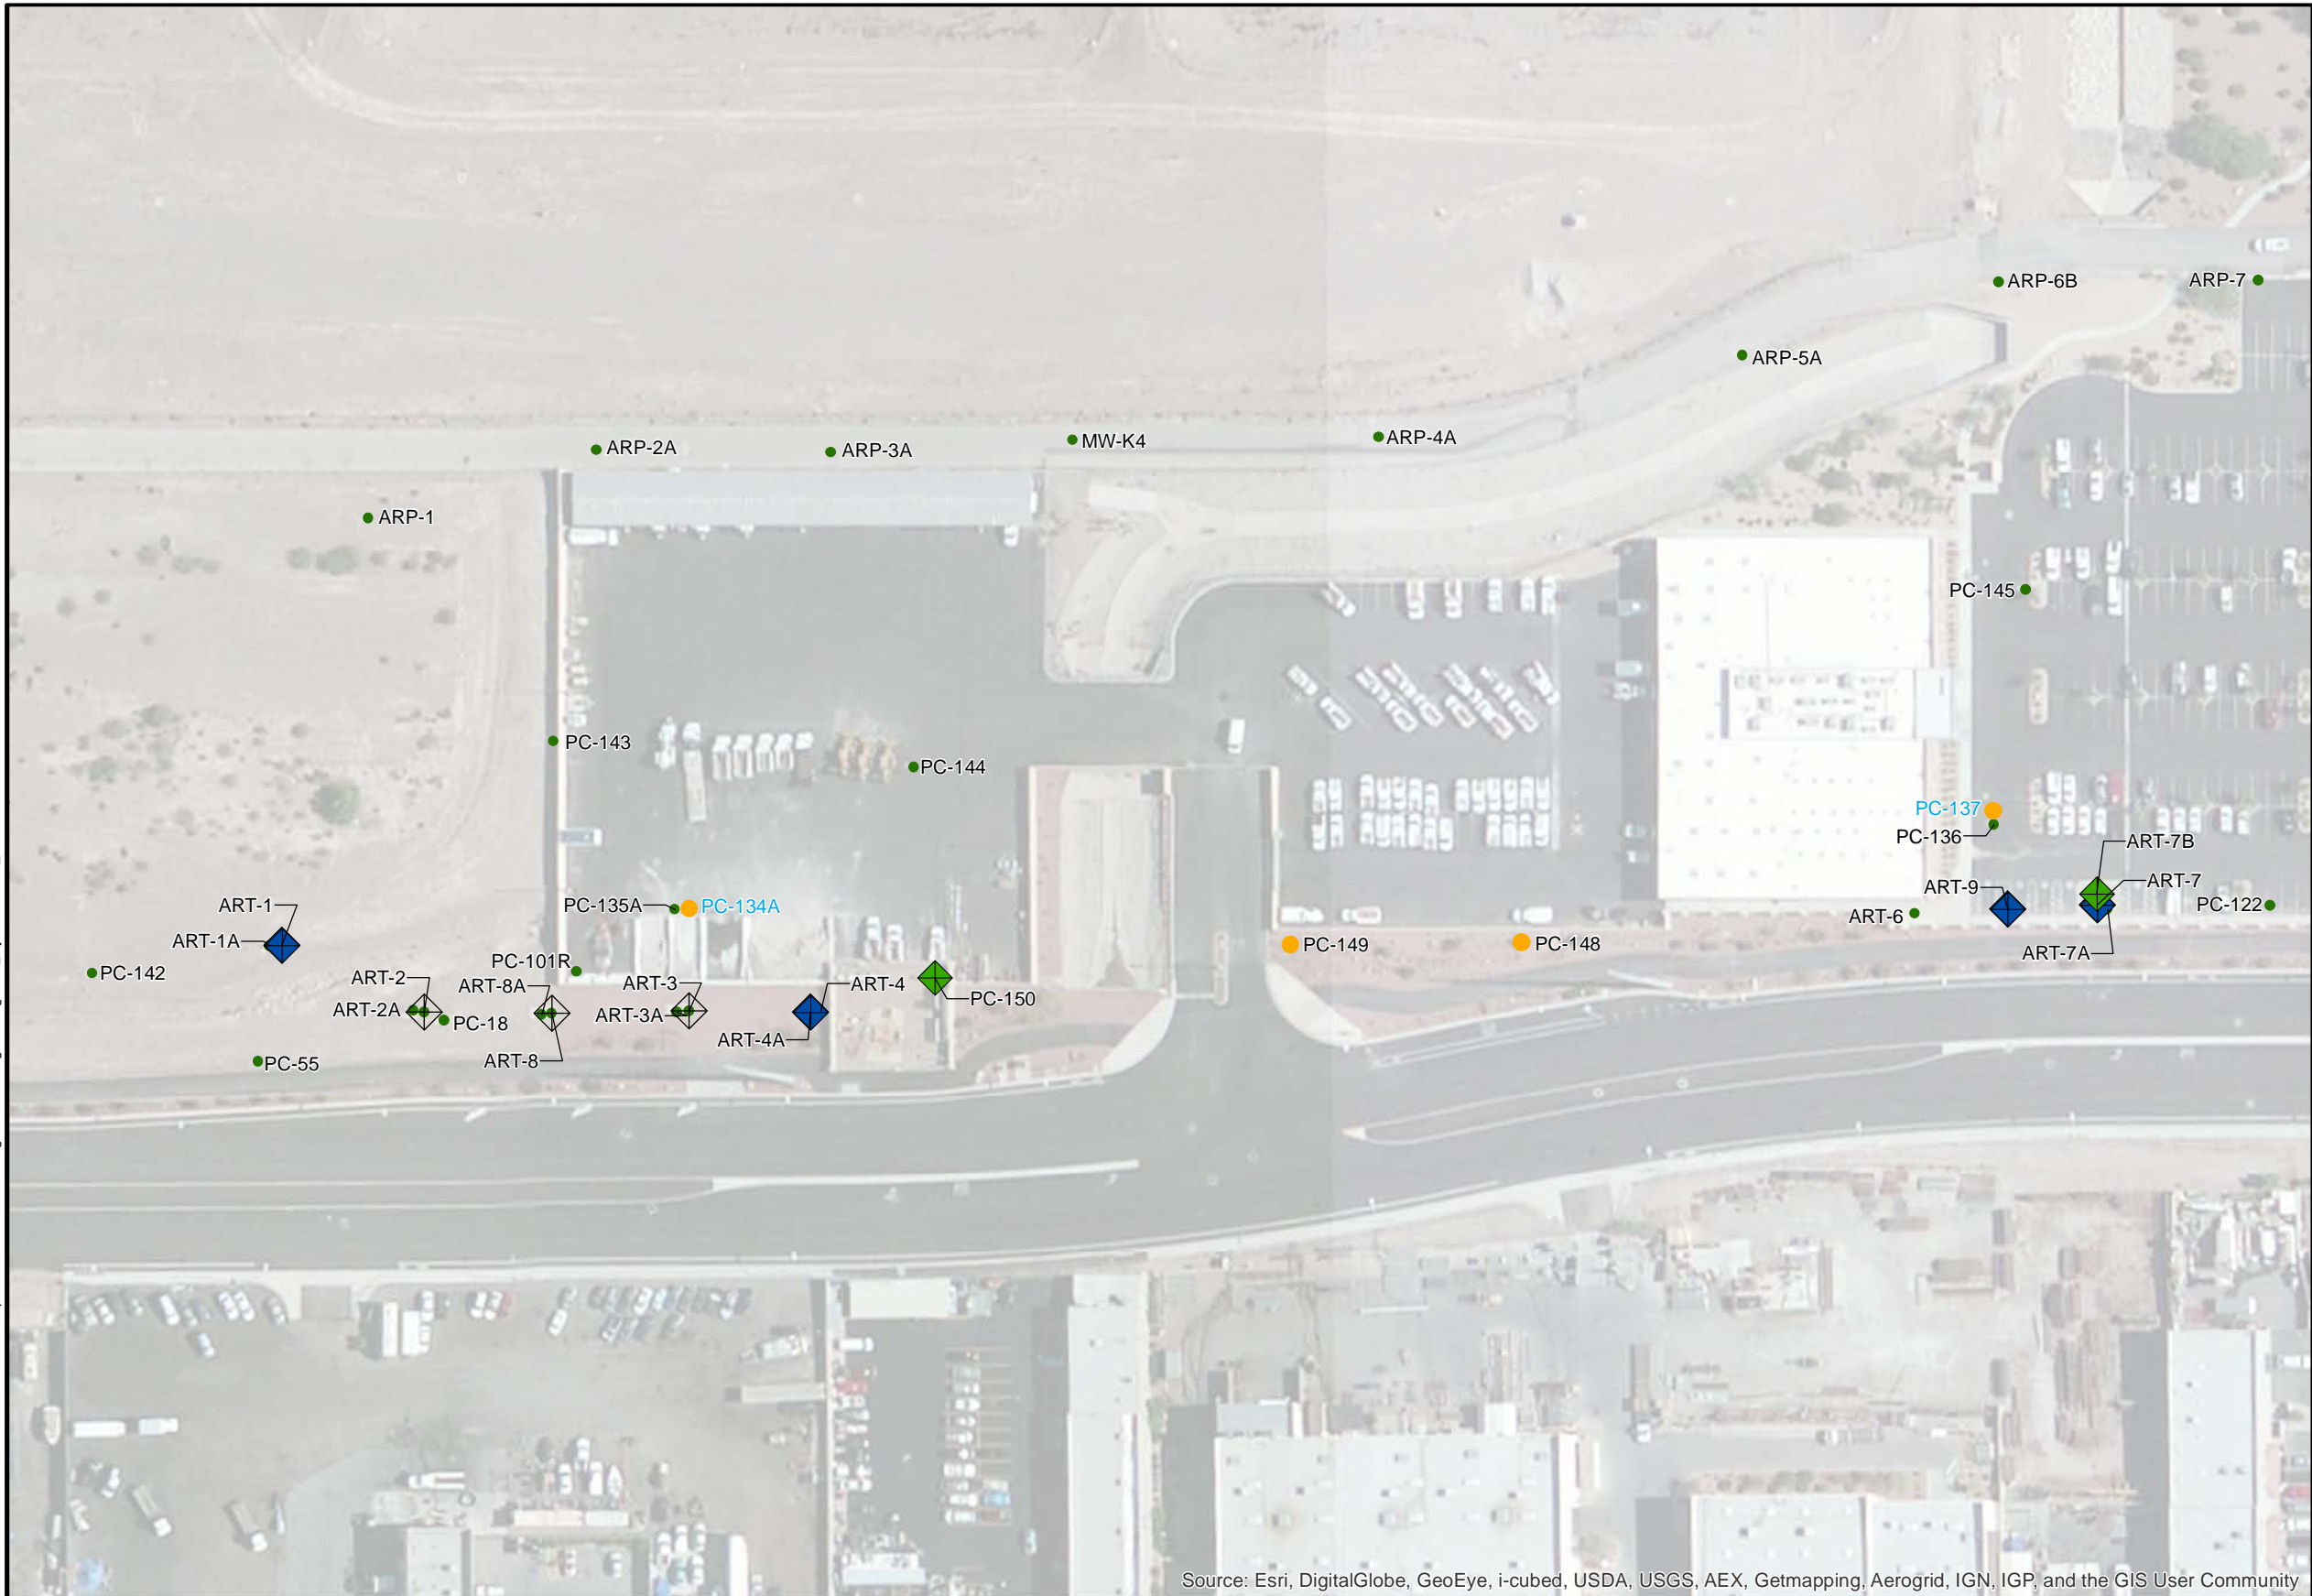 ARP-6B
ARP-7
ARP-5A
ARP-2A
ARP-3A
MW-K4
ARP-4A
ARP-1
PC-145
PC-143
PC-144
PC-137
PC-136
ART-7B
ART-7
ART-9
PC-122
ART-6
ART-7A
PC-135A
PC-134A
ART-1
ART-1A
PC-149
PC-148
PC-142
PC-101R
ART-2
ART-8A
ART-3
ART-4
PC-150
ART-2A
PC-18
ART-3A
ART-4A
PC-55
ART-8
Source: Esri, DigitalGlobe, GeoEye, i-cubed, USDA, USGS, AEX, Getmapping, Aerogrid, IGN, IGP, and the GIS User Community